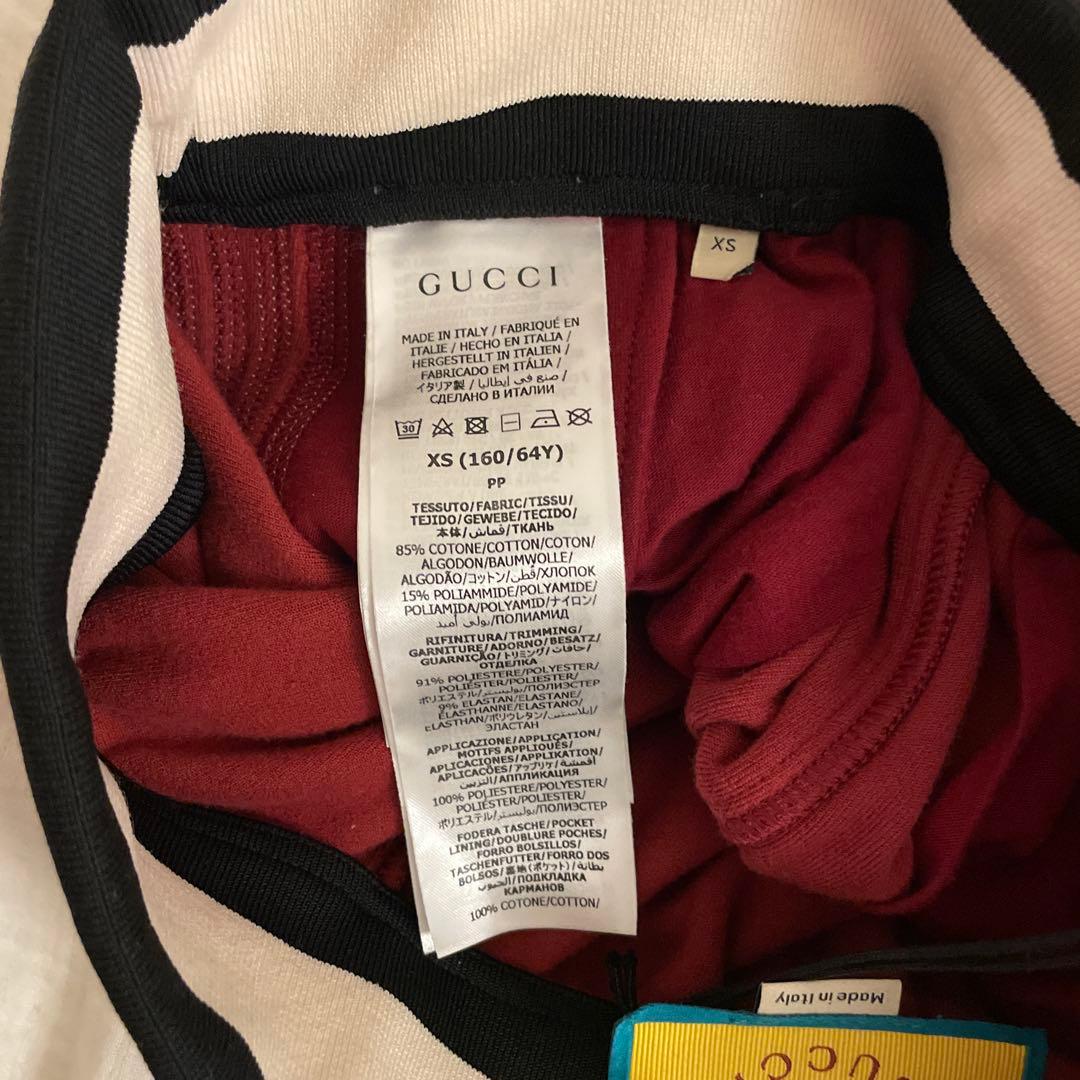 XS
GUCCI
MADE IN ITALY / FABRIQUÉ EN
ITALIE / HECHO EN ITALIA /
HERGESTELLT IN ITALIEN /
FABRICADO EM ITÁLIA /
イタリア製 / صنع في إيطاليا /
СДЕЛАНО В ИТАЛИИ
30
XS (160/64Y)
PP
TESSUTO/FABRIC/TISSU/
TEJIDO/GEWEBE/TECIDO/
本体/قماش/ТКАНЬ
85% COTONE/COTTON/COTON/
ALGODON/BAUMWOLLE/
ALGODÃO/コットン/قطن/ХЛОПОК
15% POLIAMMIDE/POLYAMIDE/
POLIAMIDA/POLYAMID/ナイロン/
بولي أميد/ПОЛИАМИД
RIFINITURA/TRIMMING/
GARNITURE/ADORNO/BESATZ/
GUARNIÇÃO/トリミング/حافات/
ОТДЕЛКА
91% POLIESTERE/POLYESTER/
POLIÉSTER/POLIESTER/
ポリエステル/بوليستر/ПОЛИЭСТЕР
9% ELASTAN/ELASTANE/
ÉLASTHANNE/ELASTANO/
ELASTHAN/ポリウレタン/إيلاستين/
ЭЛАСТАН
APPLICAZIONE/APPLICATION/
MOTIFS APPLIQUÉS/
APLICACIONES/APPLIKATION/
APLICAÇÕES/アップリケ/أقمشة
التزيين/АППЛИКАЦИЯ
100% POLIESTERE/POLYESTER/
POLIÉSTER/POLIESTER/
ポリエステル/بوليستر/ПОЛИЭСТЕР
FODERA TASCHE/POCKET
LINING/DOUBLURE POCHES/
FORRO BOLSILLOS/
TASCHENFUTTER/FORRO DOS
BOLSOS/裏地(ポケット)/بطانة
الجيوب/ПОДКЛАДКА
КАРМАНОВ
100% COTONE/COTTON/
Made in Italy